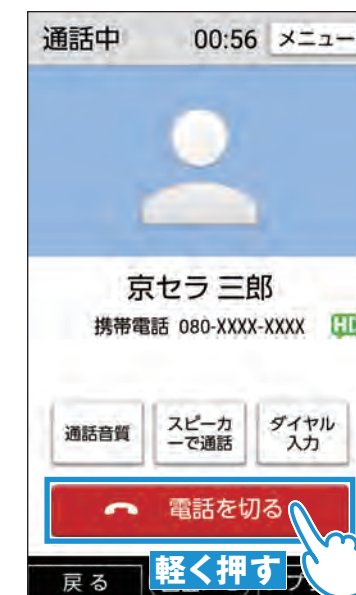 通話中 00:56 メニュー
京セラ 三郎
携帯電話 080-XXXX-XXXX HD
通話音質
スピーカ
ーで通話
ダイヤル
入力
電話を切る
軽く押す
戻る